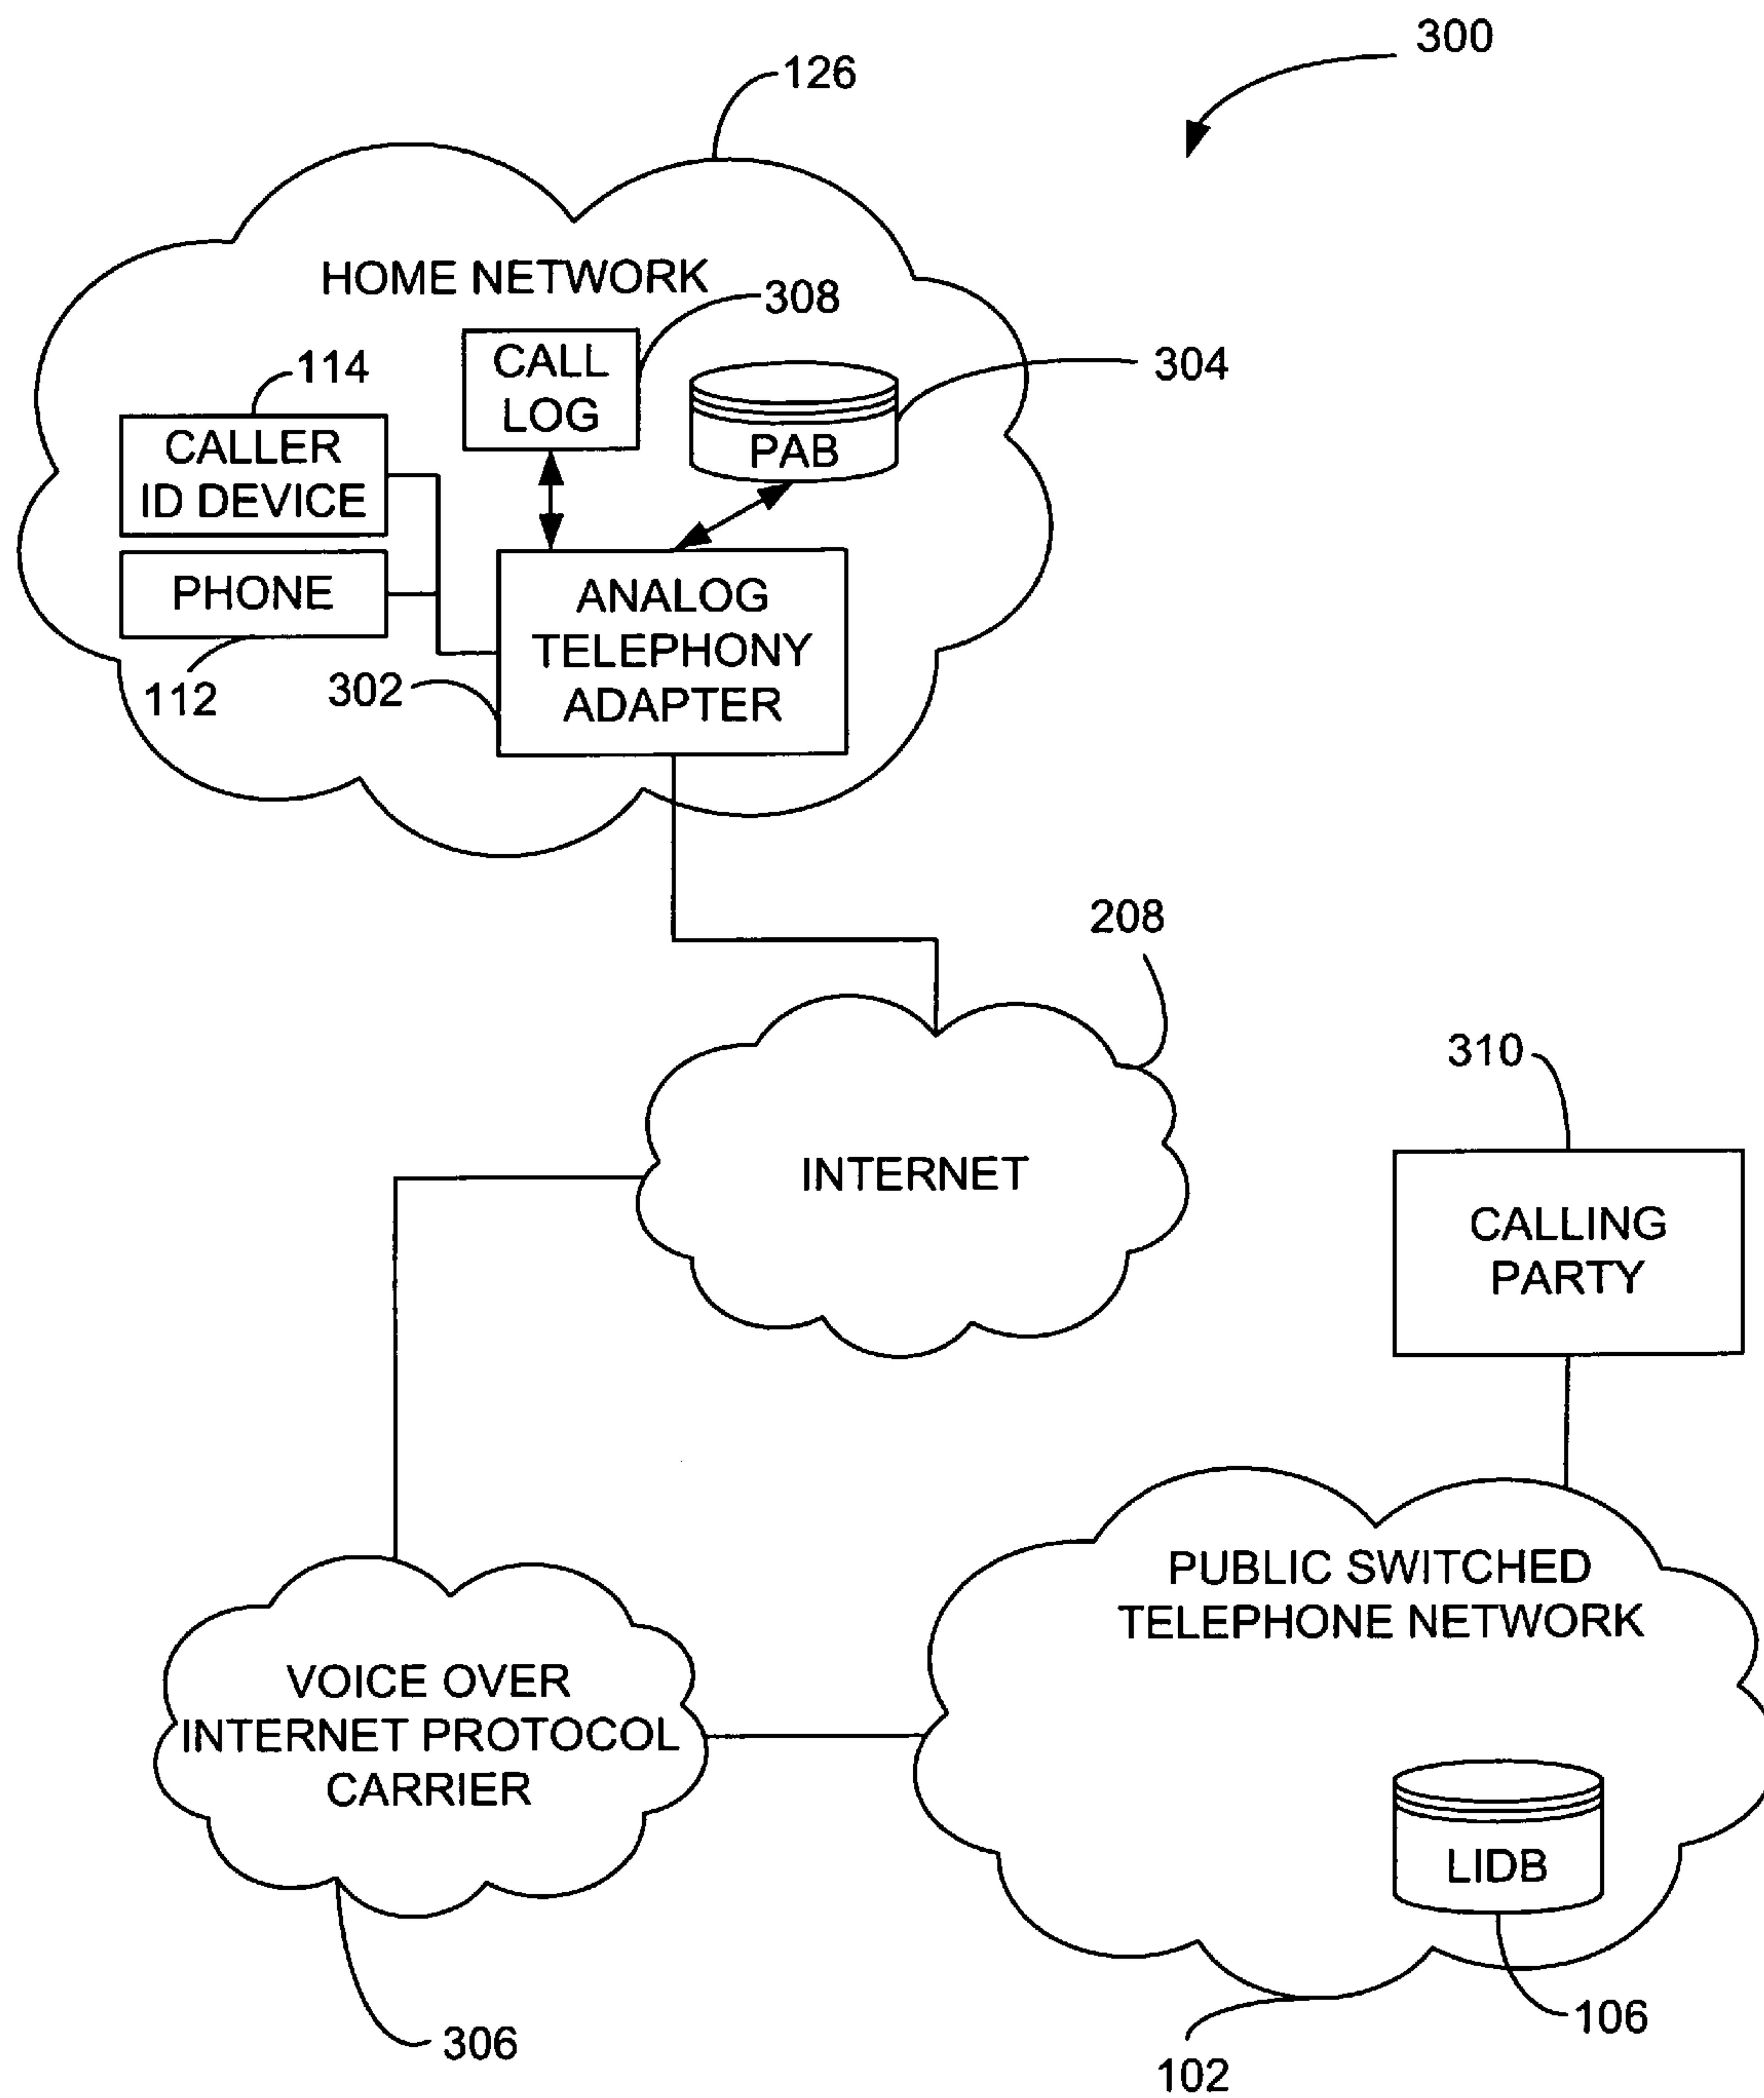 300
126
HOME NETWORK
308
CALL
LOG
304
PAB
114
CALLER
ID DEVICE
PHONE
112
302
ANALOG
TELEPHONY
ADAPTER
208
INTERNET
310
CALLING
PARTY
PUBLIC SWITCHED
TELEPHONE NETWORK
VOICE OVER
INTERNET PROTOCOL
CARRIER
LIDB
106
306
102